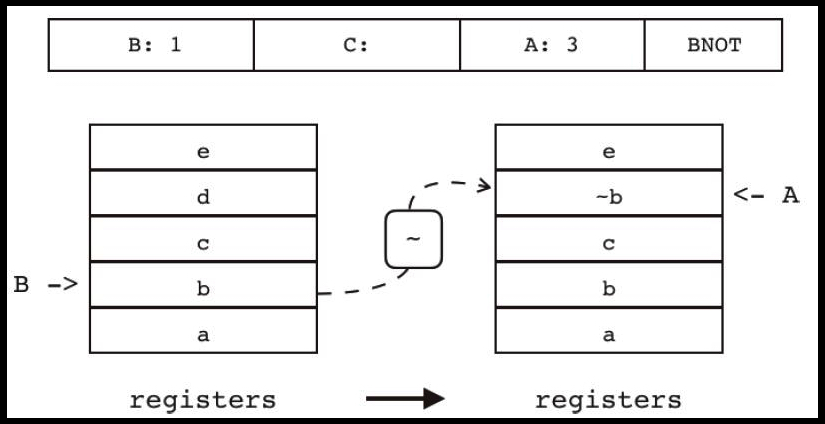 B: 1 C: A: 3 BNOT
e e
d ~b <- A
c ~ c
B -> b b
a a
registers registers